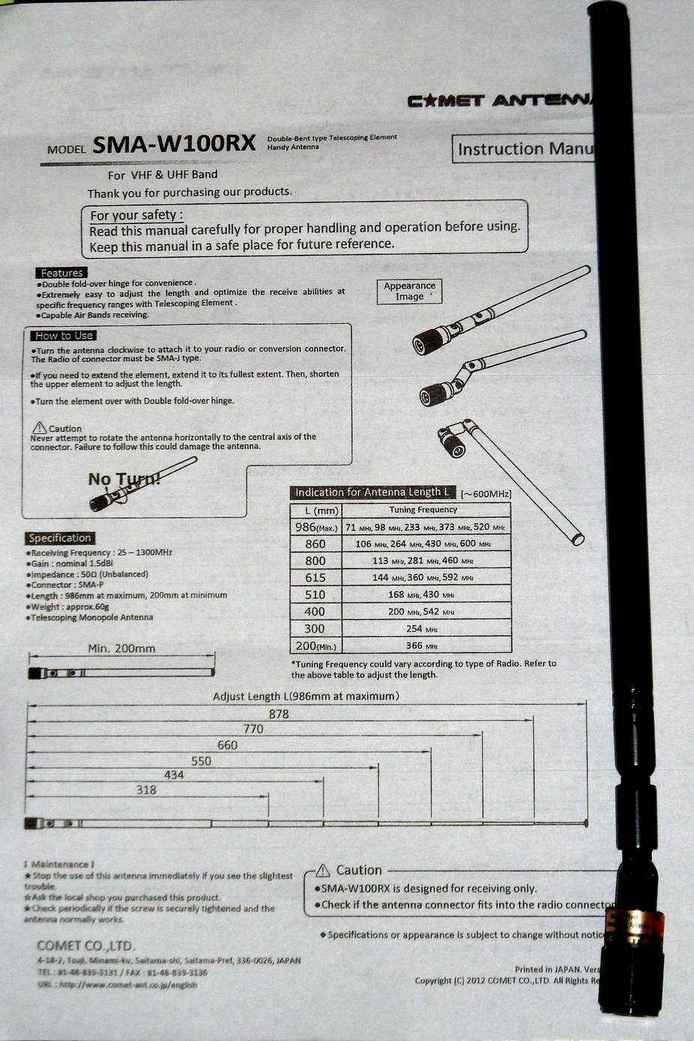 C★MET ANTENNA
MODEL SMA-W100RX Double-Bent type Telescoping Element
Handy Antenna
Instruction Manu
For VHF & UHF Band
Thank you for purchasing our products.
For your safety :
Read this manual carefully for proper handling and operation before using.
Keep this manual in a safe place for future reference.
Features
●Double fold-over hinge for convenience .
●Extremely easy to adjust the length and optimize the receive abilities at
specific frequency ranges with Telescoping Element .
●Capable Air Bands receiving.
Appearance
Image
How to Use
●Turn the antenna clockwise to attach it to your radio or conversion connector.
The Radio of connector must be SMA-J type.
●If you need to extend the element, extend it to its fullest extent. Then, shorten
the upper element to adjust the length.
●Turn the element over with Double fold-over hinge.
⚠Caution
Never attempt to rotate the antenna horizontally to the central axis of the
connector. Failure to follow this could damage the antenna.
No Turn!
Indication for Antenna Length L [～600MHz]
L (mm) Tuning Frequency
986(Max.) 71 MHz, 98 MHz, 233 MHz, 373 MHz, 520 MHz
860 106 MHz, 264 MHz, 430 MHz, 600 MHz
800 113 MHz, 281 MHz, 460 MHz
615 144 MHz, 360 MHz, 592 MHz
510 168 MHz, 430 MHz
400 200 MHz, 542 MHz
300 254 MHz
200(Min.) 366 MHz
*Tuning Frequency could vary according to type of Radio. Refer to
the above table to adjust the length.
Specification
●Receiving Frequency : 25 – 1300MHz
●Gain : nominal 1.5dBi
●Impedance : 50Ω (Unbalanced)
●Connector : SMA-P
●Length : 986mm at maximum, 200mm at minimum
●Weight : approx.60g
●Telescoping Monopole Antenna
Min. 200mm
Adjust Length L(986mm at maximum)
878
770
660
550
434
318
[ Maintenance ]
★Stop the use of this antenna immediately if you see the slightest
trouble.
☆Ask the local shop you purchased this product.
★Check periodically if the screw is securely tightened and the
antenna normally works.
⚠ Caution
●SMA-W100RX is designed for receiving only.
●Check if the antenna connector fits into the radio connector
◆Specifications or appearance is subject to change without notic
COMET CO.,LTD.
4-18-2, Tsuji, Minami-ku, Saitama-shi, Saitama-Pref, 336-0026, JAPAN
TEL : 81-48-839-3131 / FAX : 81-48-839-3136
URL : http://www.comet-ant.co.jp/english
Printed in JAPAN. Vers
Copyright (C) 2012 COMET CO.,LTD. All Rights Re